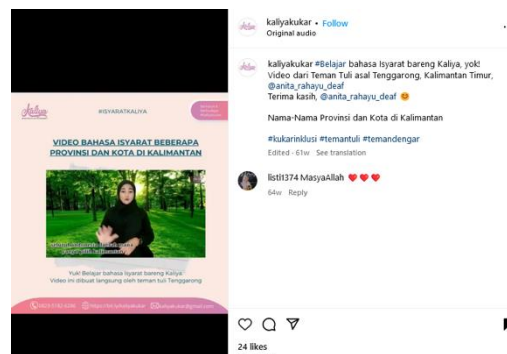 kaliya
#ISYARATKALIYA
VIDEO BAHASA ISYARAT BEBERAPA
PROVINSI DAN KOTA DI KALIMANTAN
Yuk! Belajar bahasa Isyarat bareng Kaliya
Video ini dibuat langsung oleh teman tuli Tenggarong
kaliyakukar • Follow
Original audio
kaliyakukar #Belajar bahasa Isyarat bareng Kaliya, yok!
Video dari Teman Tuli asal Tenggarong, Kalimantan Timur,
@anita_rahayu_deaf
Terima kasih, @anita_rahayu_deaf 😊
Nama-Nama Provinsi dan Kota di Kalimantan
#kukarinklusi #temantuli #temandengar
Edited · 61w See translation
listi1374 MasyaAllah ❤️❤️❤️
64w Reply
24 likes